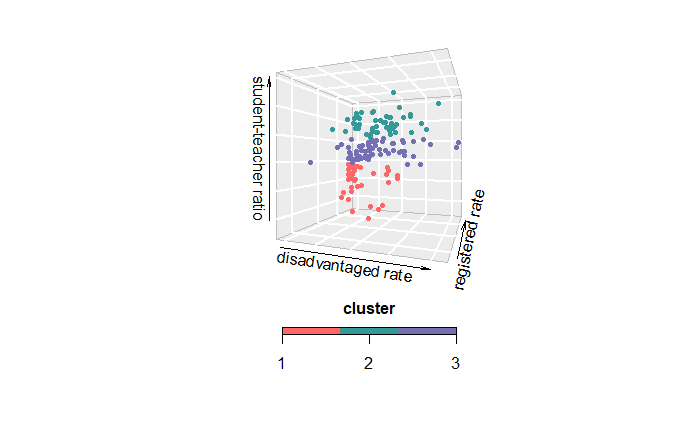 student-teacher ratio
disadvantaged rate
registered rate
cluster
1 2 3